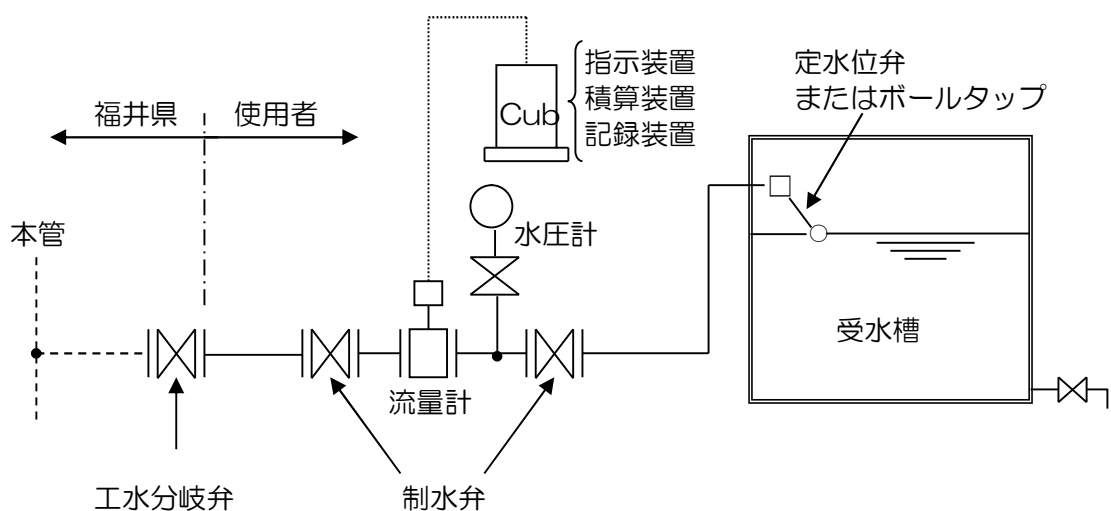 指示装置
積算装置
記録装置
Cub
定水位弁
またはボールタップ
福井県
使用者
本管
水圧計
受水槽
流量計
工水分岐弁
制水弁